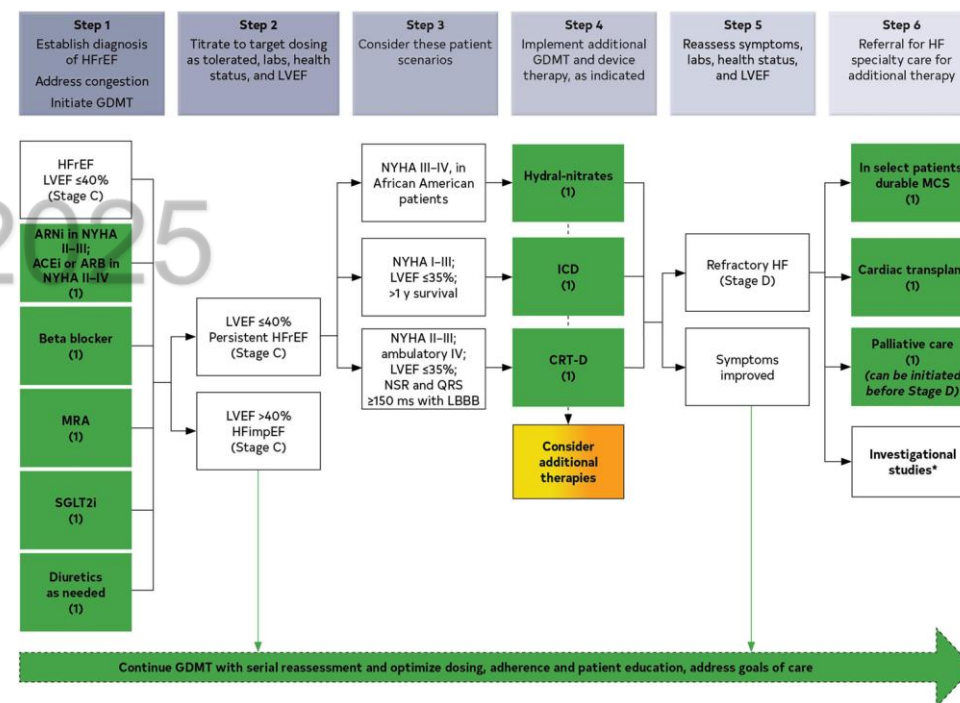 Step 1
Establish diagnosis
of HFrEF
Address congestion
Initiate GDMT
Step 2
Titrate to target dosing
as tolerated, labs, health
status, and LVEF
Step 3
Consider these patient
scenarios
Step 4
Implement additional
GDMT and device
therapy, as indicated
Step 5
Reassess symptoms,
labs, health status,
and LVEF
Step 6
Referral for HF
specialty care for
additional therapy
HFrEF
LVEF ≤40%
(Stage C)
ARNi in NYHA
II–III;
ACEi or ARB in
NYHA II–IV
(1)
Beta blocker
(1)
MRA
(1)
SGLT2i
(1)
Diuretics
as needed
(1)
2025
LVEF ≤40%
Persistent HFrEF
(Stage C)
LVEF >40%
HFimpEF
(Stage C)
NYHA III–IV, in
African American
patients
NYHA I–III;
LVEF ≤35%;
>1 y survival
NYHA II–III;
ambulatory IV;
LVEF ≤35%;
NSR and QRS
≥150 ms with LBBB
Hydral-nitrates
(1)
ICD
(1)
CRT-D
(1)
Consider
additional
therapies
Refractory HF
(Stage D)
Symptoms
improved
In select patients
durable MCS
(1)
Cardiac transplan
(1)
Palliative care
(1)
(can be initiated
before Stage D)
Investigational
studies*
Continue GDMT with serial reassessment and optimize dosing, adherence and patient education, address goals of care